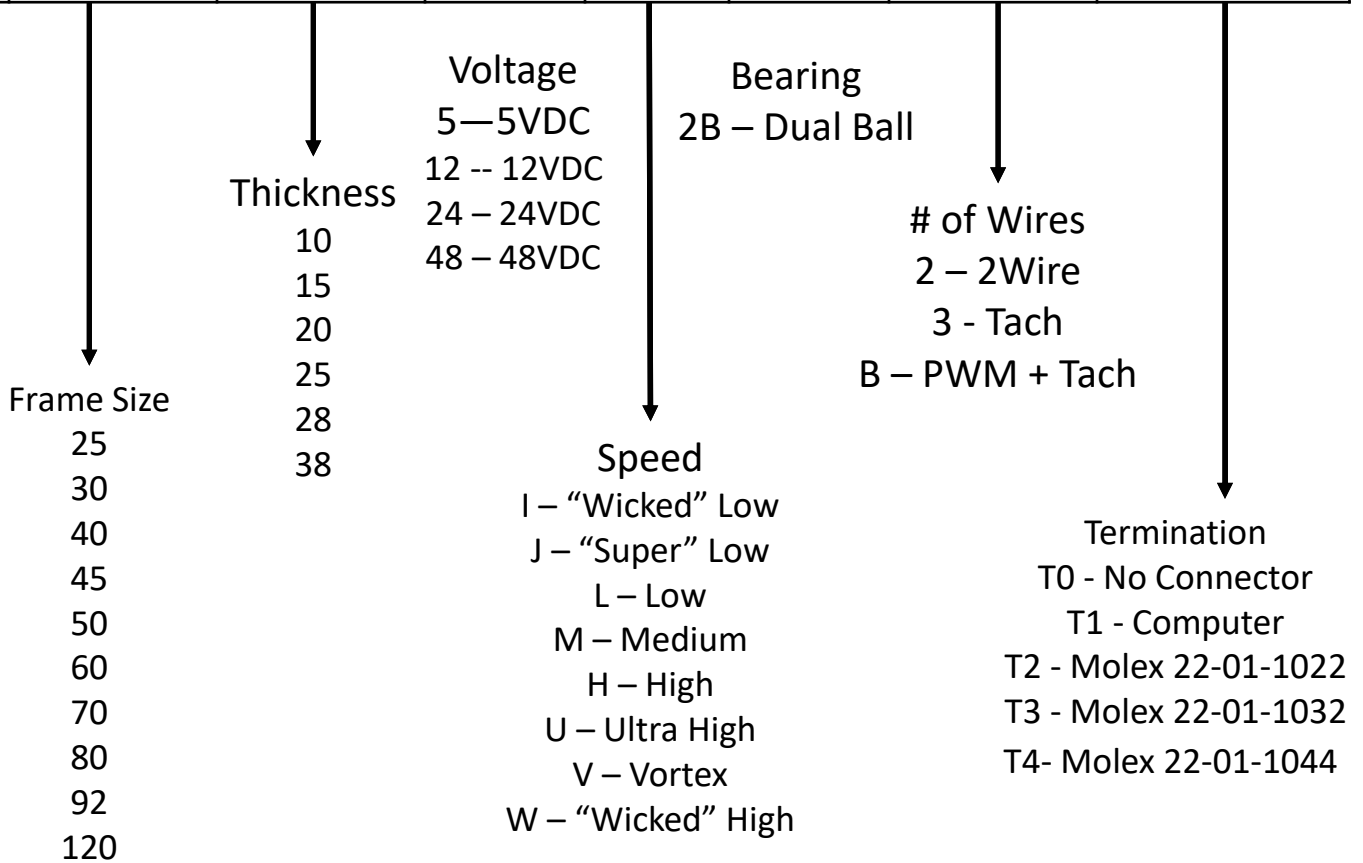 Voltage
5—5VDC
12 -- 12VDC
24 – 24VDC
48 – 48VDC
Bearing
2B – Dual Ball
Thickness
10
15
20
25
28
38
# of Wires
2 – 2Wire
3 - Tach
B – PWM + Tach
Frame Size
25
30
40
45
50
60
70
80
92
120
Speed
I – “Wicked” Low
J – “Super” Low
L – Low
M – Medium
H – High
U – Ultra High
V – Vortex
W – “Wicked” High
Termination
T0 - No Connector
T1 - Computer
T2 - Molex 22-01-1022
T3 - Molex 22-01-1032
T4- Molex 22-01-1044